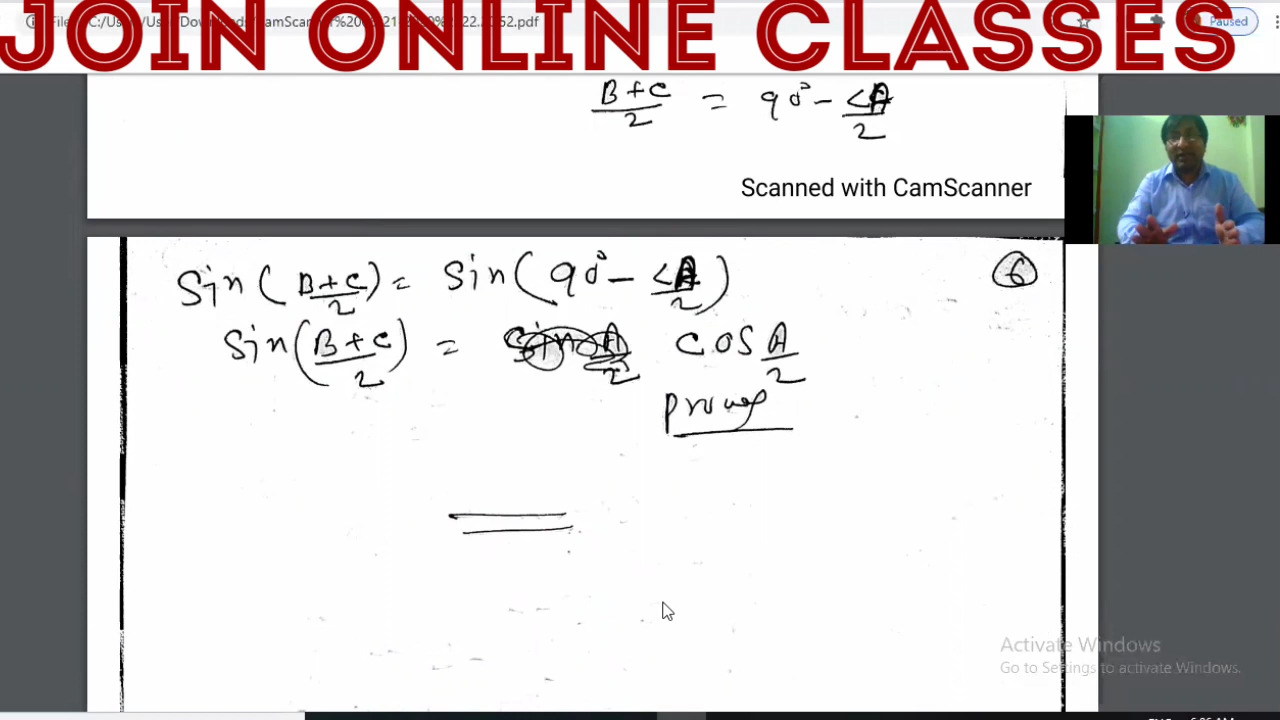 JOIN ONLINE CLASSES
Paused
B+C/2 = 90° - <A/2
Scanned with CamScanner
6
Sin(B+C/2) = Sin(90° - <A/2)
Sin(B+C/2) = cos A/2
Activate Windows
Go to Settings to activate Windows.